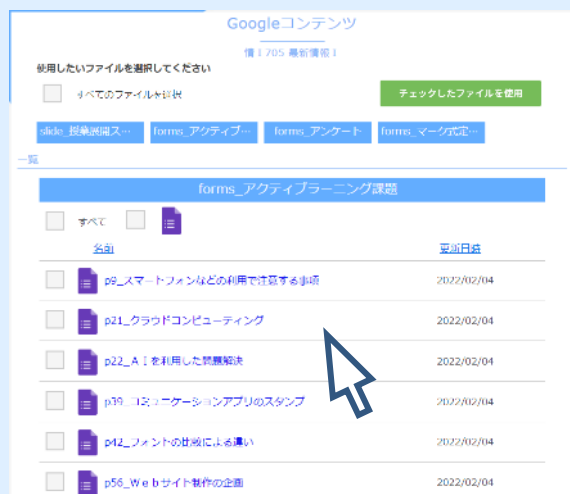 Googleコンテンツ
情Ⅰ705 最新情報Ⅰ
使用したいファイルを選択してください
すべてのファイルを選択
チェックしたファイルを使用
slide_授業展開ス…
forms_アクティブ…
forms_アンケート
forms_マーク式定…
一覧
forms_アクティブラーニング課題
すべて
名前 更新日時
p9_スマートフォンなどの利用で注意する事項 2022/02/04
p21_クラウドコンピューティング 2022/02/04
p22_AIを利用した問題解決 2022/02/04
p39_コミュニケーションアプリのスタンプ 2022/02/04
p42_フォントの比較による違い 2022/02/04
p56_Webサイト制作の企画 2022/02/04